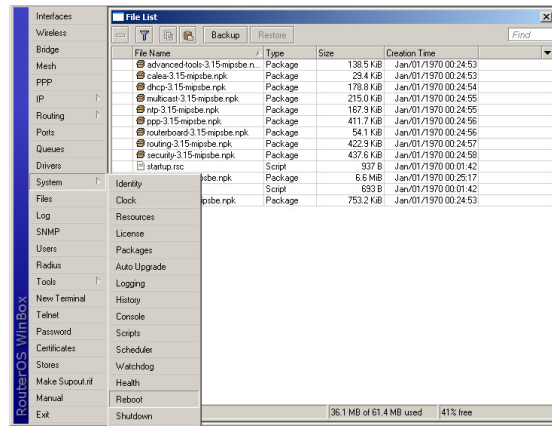 Interfaces
Wireless
Bridge
Mesh
PPP
IP
Routing
Ports
Queues
Drivers
System
Files
Log
SNMP
Users
Radius
Tools
New Terminal
Telnet
Password
Certificates
Stores
Make Supout.rif
Manual
Exit
RouterOS WinBox
Identity
Clock
Resources
License
Packages
Auto Upgrade
Logging
History
Console
Scripts
Scheduler
Watchdog
Health
Reboot
Shutdown
File List
Backup Restore Find
File Name Type Size Creation Time
advanced-tools-3.15-mipsbe.n... Package 138.5 KiB Jan/01/1970 00:24:53
calea-3.15-mipsbe.npk Package 29.4 KiB Jan/01/1970 00:24:53
dhcp-3.15-mipsbe.npk Package 178.8 KiB Jan/01/1970 00:24:54
multicast-3.15-mipsbe.npk Package 215.0 KiB Jan/01/1970 00:24:55
ntp-3.15-mipsbe.npk Package 167.9 KiB Jan/01/1970 00:24:55
ppp-3.15-mipsbe.npk Package 411.7 KiB Jan/01/1970 00:24:56
routerboard-3.15-mipsbe.npk Package 54.1 KiB Jan/01/1970 00:24:56
routing-3.15-mipsbe.npk Package 422.9 KiB Jan/01/1970 00:24:57
security-3.15-mipsbe.npk Package 437.6 KiB Jan/01/1970 00:24:58
startup.rsc Script 937 B Jan/01/1970 00:01:42
sbe.npk Package 6.6 MiB Jan/01/1970 00:25:17
Script 693 B Jan/01/1970 00:01:42
ipsbe.npk Package 753.2 KiB Jan/01/1970 00:24:53
36.1 MB of 61.4 MB used 41% free